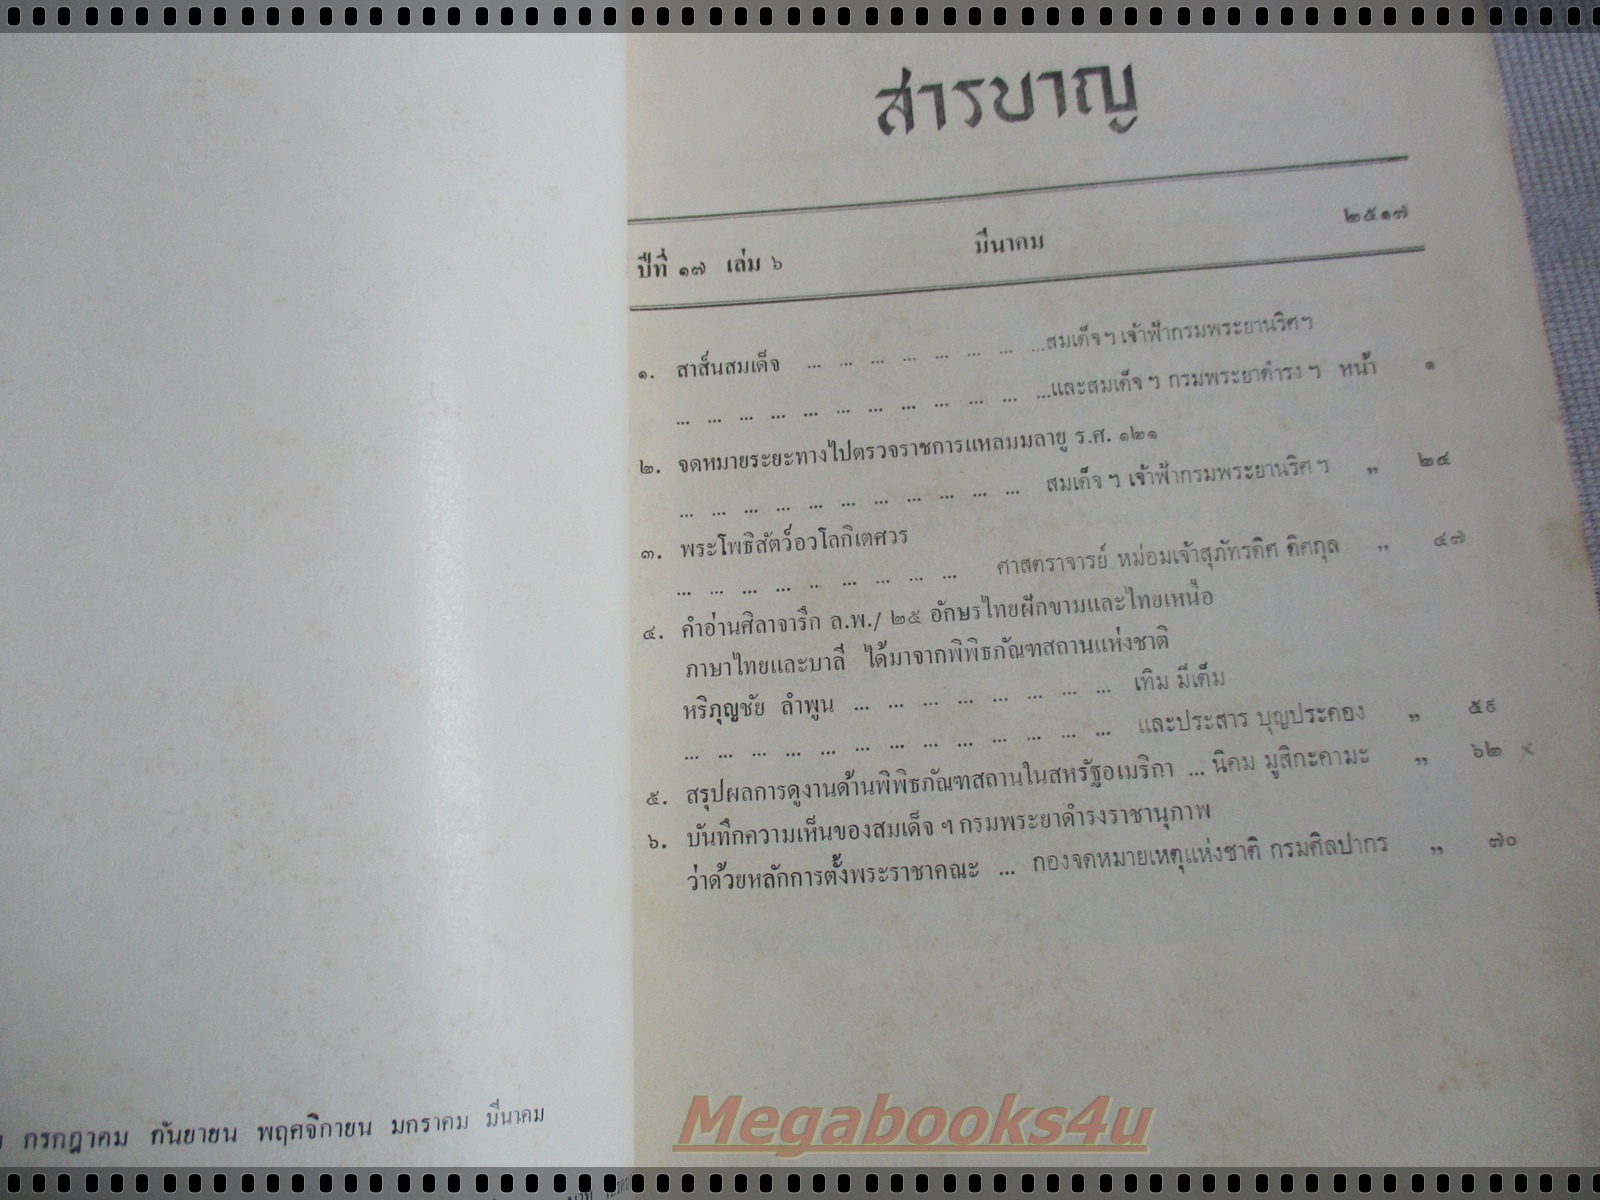 สารบาญ
ปีที่ ๑๗ เล่ม ๖ มีนาคม ๒๕๑๗
๑. สาส์นสมเด็จ ... ... ... ... ... ... ... ...สมเด็จฯ เจ้าฟ้ากรมพระยานริศฯ
... ... ... ... ... ... ... ... ... ... ... ...และสมเด็จฯ กรมพระยาดำรงฯ หน้า ๑
๒. จดหมายระยะทางไปตรวจราชการแหลมมลายู ร.ศ. ๑๒๑
... ... ... ... ... ... ... ... ... ... ... สมเด็จฯ เจ้าฟ้ากรมพระยานริศฯ ,, ๒๔
๓. พระโพธิสัตว์อวโลกิเตศวร
... ... ... ... ... ... ... ... ... ศาสตราจารย์ หม่อมเจ้าสุภัทรดิศ ดิศกุล ,, ๔๗
๔. คำอ่านศิลาจารึก ล.พ./ ๒๕ อักษรไทยฝักขามและไทยเหนือ
ภาษาไทยและบาลี ได้มาจากพิพิธภัณฑสถานแห่งชาติ
หริภุญชัย ลำพูน ... ... ... ... ... ... ... ... เทิม มีเต็ม
... ... ... ... ... ... ... ... ... ... ... ... ... และประสาร บุญประคอง ,, ๕๙
๕. สรุปผลการดูงานด้านพิพิธภัณฑสถานในสหรัฐอเมริกา ... นิคม มูสิกะคามะ ,, ๖๒ ×
๖. บันทึกความเห็นของสมเด็จฯ กรมพระยาดำรงราชานุภาพ
ว่าด้วยหลักการตั้งพระราชาคณะ ... กองจดหมายเหตุแห่งชาติ กรมศิลปากร ,, ๗๐
กรกฎาคม กันยายน พฤศจิกายน มกราคม มีนาคม
Megabooks4u